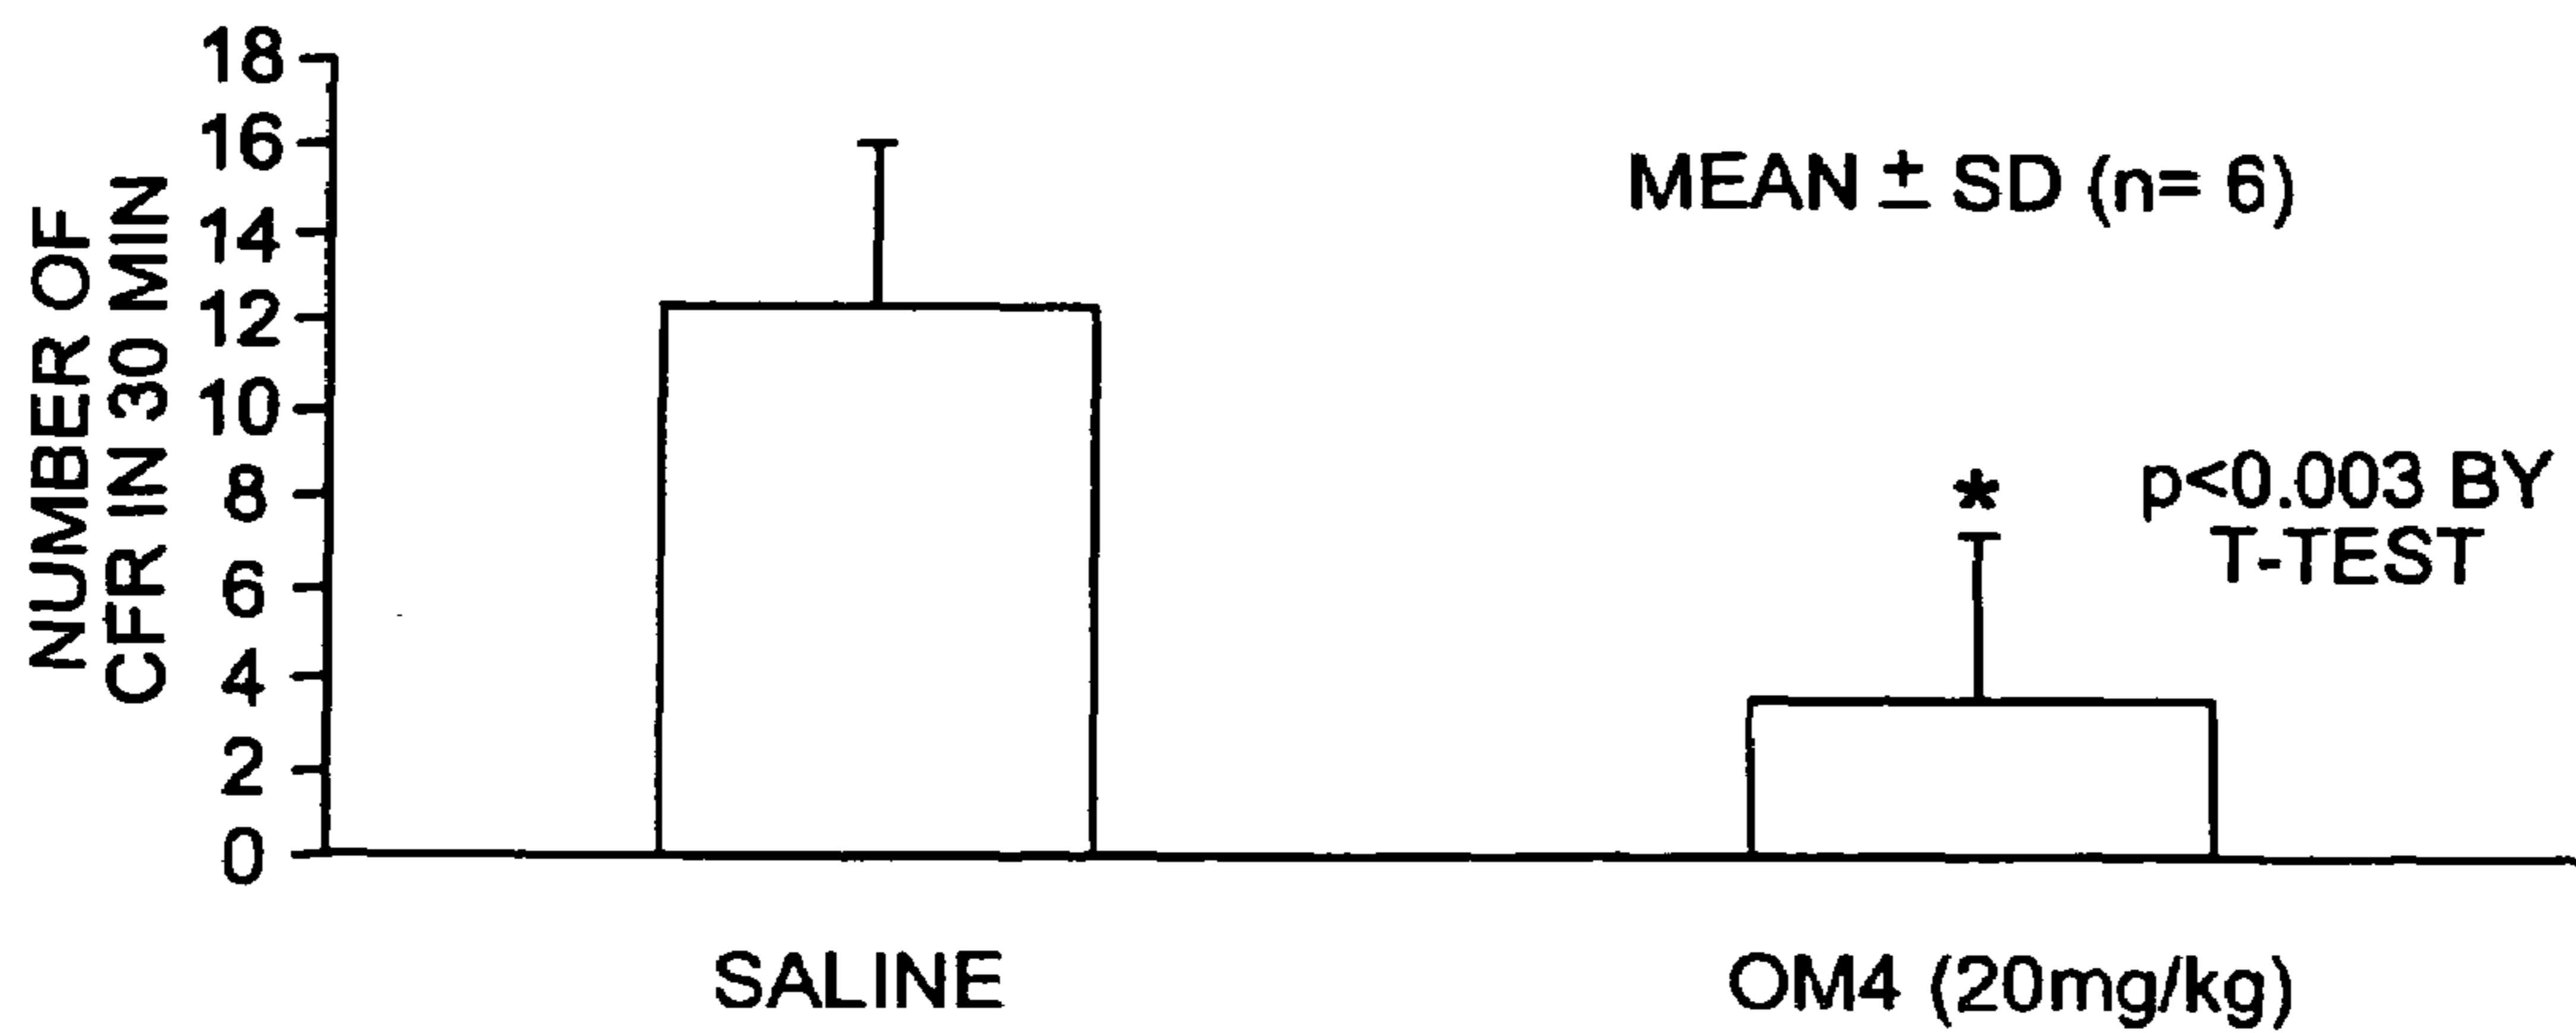 NUMBER OF
CFR IN 30 MIN
18
16
14
12
10
8
6
4
2
0
MEAN ± SD (n= 6)
*
p<0.003 BY
T-TEST
SALINE
OM4 (20mg/kg)